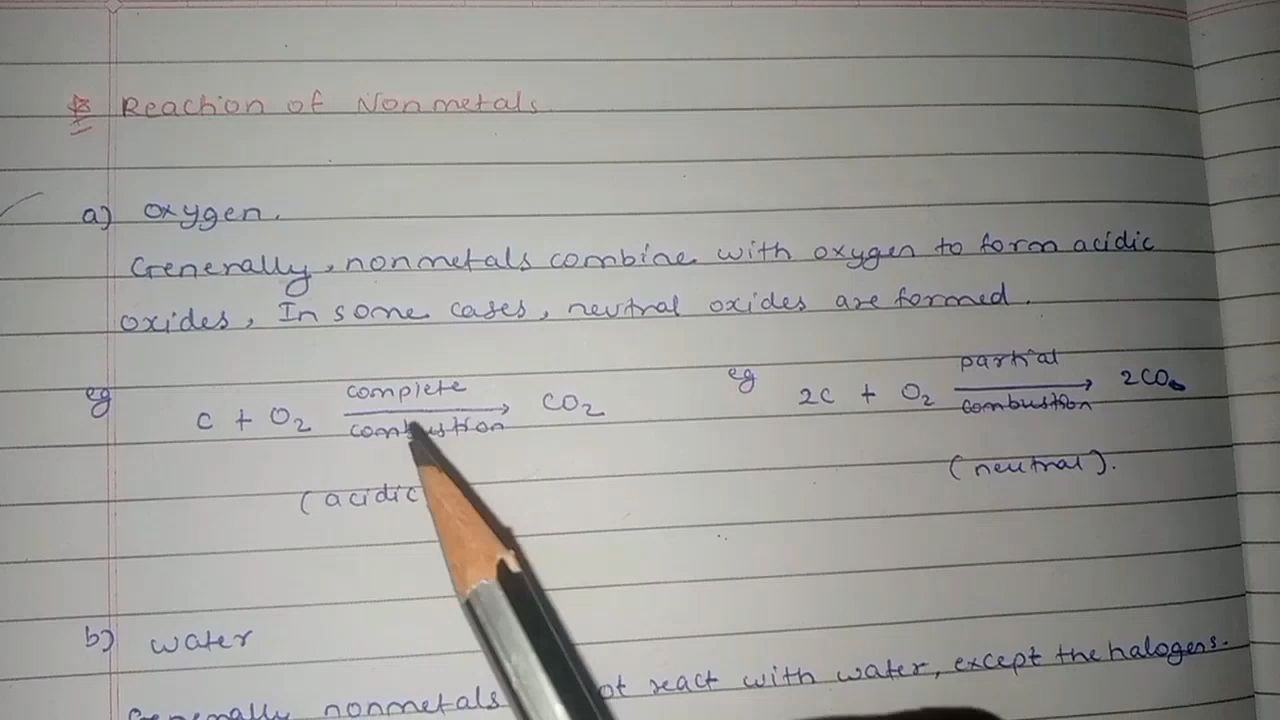 Reaction of Nonmetals
a) oxygen.
Generally, nonmetals combine with oxygen to form acidic
oxides, In some cases, neutral oxides are formed.
eg C + O2 complete combustion → CO2
(acidic
eg 2C + O2 partial combustion → 2CO
(neutral).
b) water
Generally nonmetals ot react with water, except the halogens.